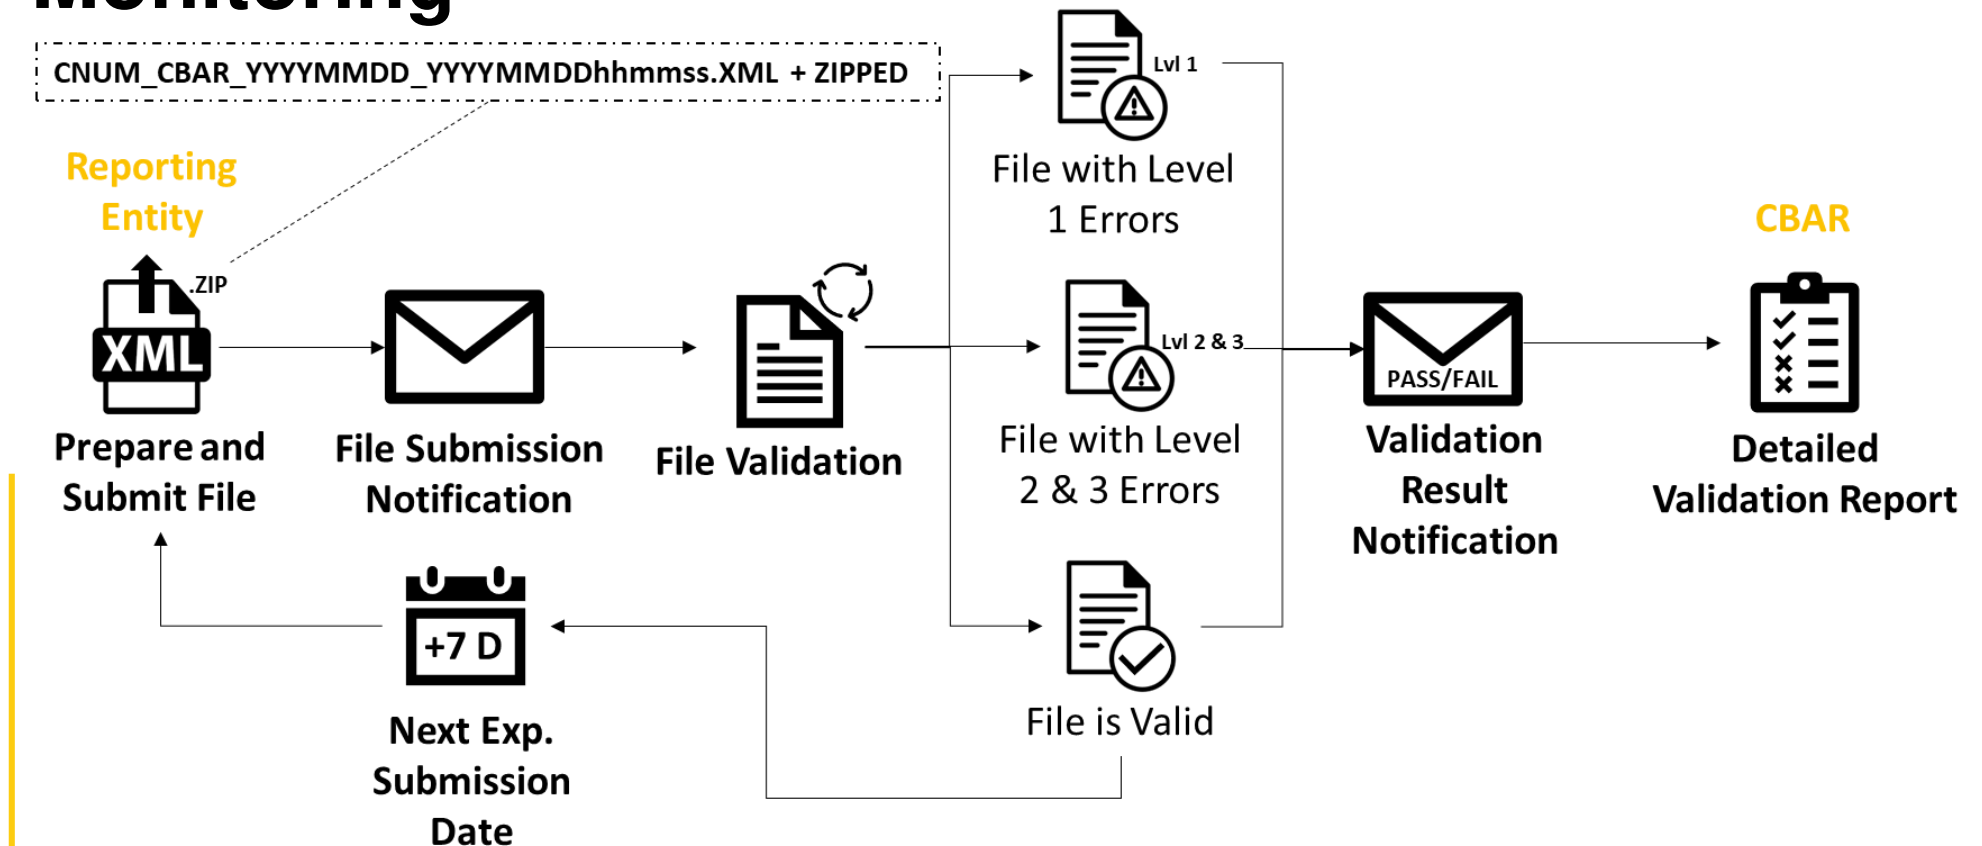 Monitoring
CNUM_CBAR_YYYYMMDD_YYYYMMDDhhmmss.XML + ZIPPED
Reporting
Entity
.ZIP
XML
Prepare and
Submit File
File Submission
Notification
File Validation
Lvl 1
File with Level
1 Errors
Lvl 2 & 3
File with Level
2 & 3 Errors
File is Valid
PASS/FAIL
Validation
Result
Notification
CBAR
Detailed
Validation Report
+7 D
Next Exp.
Submission
Date